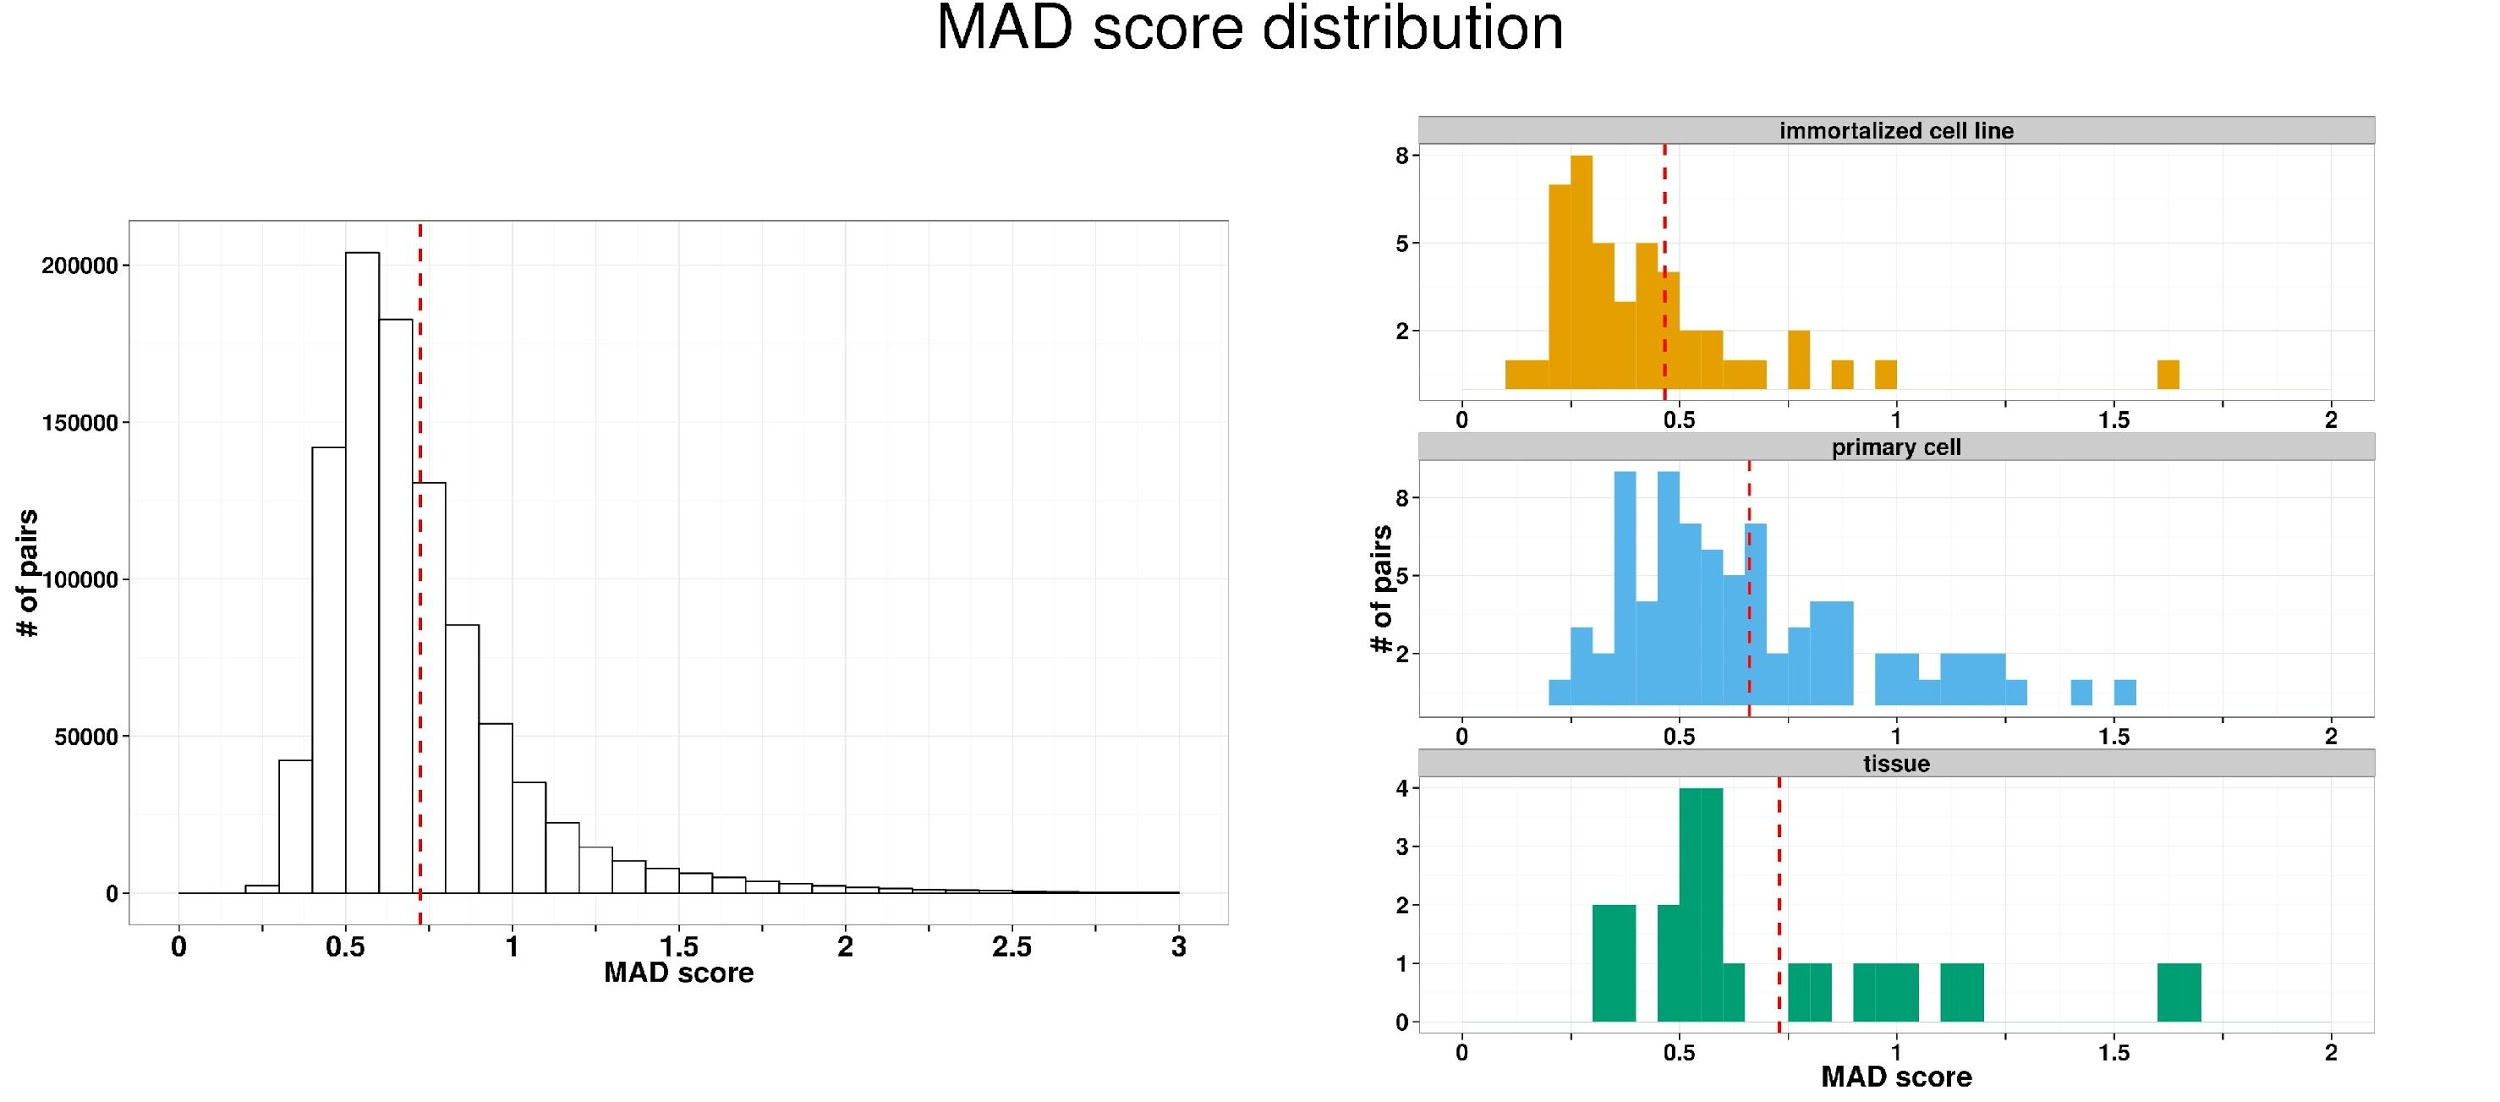 MAD score distribution
# of pairs
200000
150000
100000
50000
0
0 0.5 1 1.5 2 2.5 3
MAD score
immortalized cell line
8
5
2
0 0.5 1 1.5 2
primary cell
# of pairs
8
5
2
0 0.5 1 1.5 2
tissue
4
3
2
1
0
0 0.5 1 1.5 2
MAD score